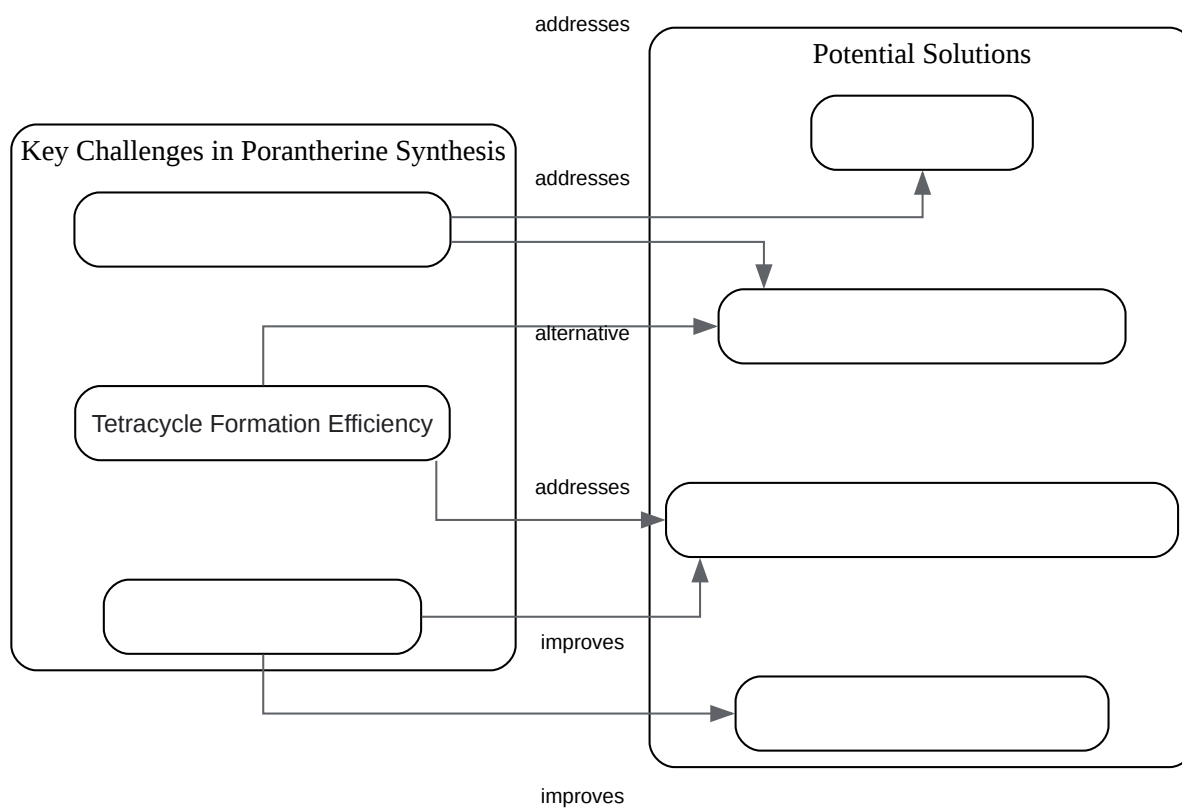 addresses
Potential Solutions
Key Challenges in Porantherine Synthesis
addresses
alternative
Tetracycle Formation Efficiency
addresses
improves
improves